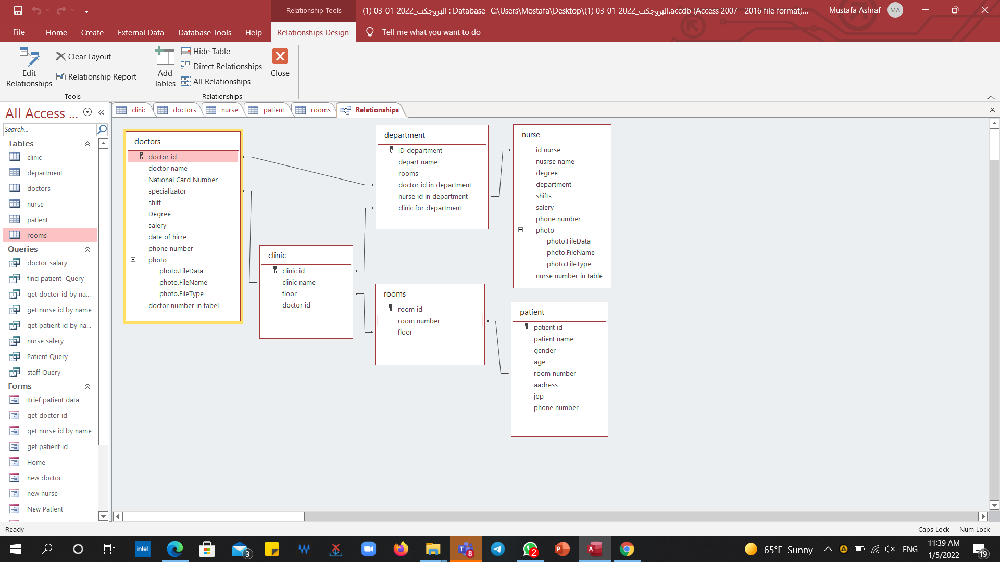 Relationship Tools
البروجكت_2022-01-03 (1) : Database- C:\Users\Mostafa\Desktop\البروجكت_2022-01-03 (1).accdb (Access 2007 - 2016 file format)...
Mustafa Ashraf
MA
File
Home
Create
External Data
Database Tools
Help
Relationships Design
Tell me what you want to do
Edit
Relationships
Clear Layout
Relationship Report
Tools
Add
Tables
Hide Table
Direct Relationships
All Relationships
Relationships
Close
All Access ...
Search...
Tables
clinic
department
doctors
nurse
patient
rooms
Queries
doctor salary
find patient  Query
get doctor id by na...
get nurse id by name
get patient id by na...
nurse salery
Patient Query
staff Query
Forms
Brief patient data
get doctor id
get nurse id by name
get patient id
Home
new doctor
new nurse
New Patient
clinic
doctors
nurse
patient
rooms
Relationships
doctors
doctor id
doctor name
National Card Number
specializator
shift
Degree
salery
date of hirre
phone number
photo
photo.FileData
photo.FileName
photo.FileType
doctor number in tabel
clinic
clinic id
clinic name
floor
doctor id
department
ID department
depart name
rooms
doctor id in department
nurse id in department
clinic for department
rooms
room id
room number
floor
nurse
id nurse
nusrse name
degree
department
shifts
salery
phone number
photo
photo.FileData
photo.FileName
photo.FileType
nurse number in table
patient
patient id
patient name
gender
age
room number
aadress
jop
phone number
Ready
Caps Lock
Num Lock
intel
3
8
2
65°F Sunny
ENG
11:39 AM
1/5/2022
19